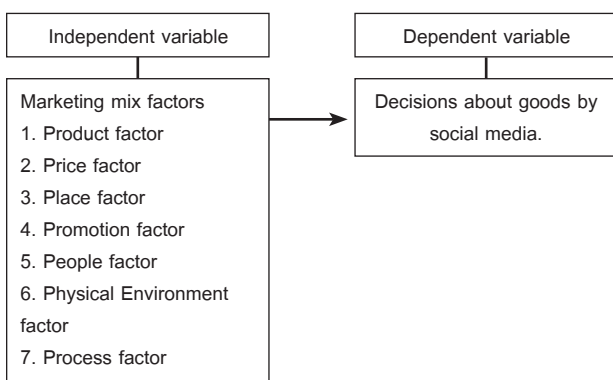 Independent variable
Dependent variable
Marketing mix factors
1. Product factor
2. Price factor
3. Place factor
4. Promotion factor
5. People factor
6. Physical Environment
factor
7. Process factor
Decisions about goods by
social media.